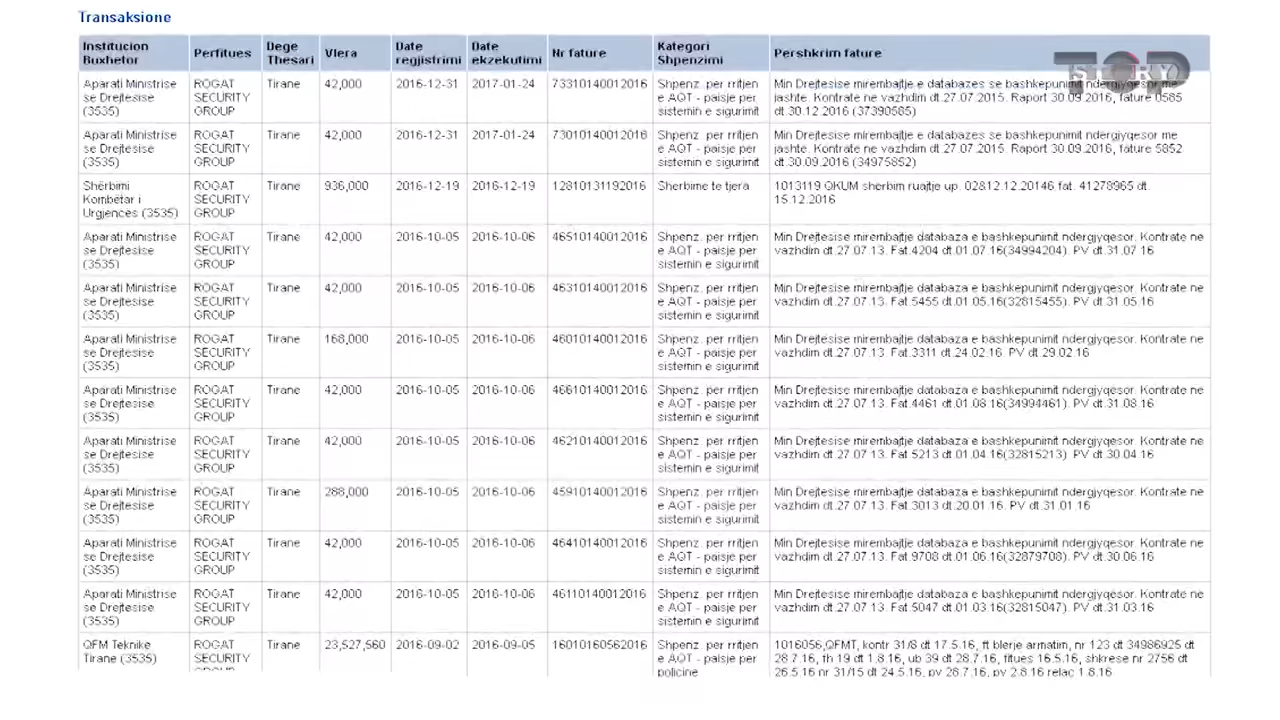 Transaksione
Institucion Buxhetor Perfitues Dege Thesari Vlera Date regjistrimi Date ekzekutimi Nr fature Kategori Shpenzimi Pershkrim fature
TOP STORY
Aparati Ministrise ROGAT Tirane 42,000 2016-12-31 2017-01-24 73310140012016 Shpenz. per rritjen Min Drejtesise mirembajtje e databazes se bashkepunimit ndergjyqesor me
se Drejtesise SECURITY e AQT - paisje per jashte. Kontrate ne vazhdim dt.27.07.2015. Raport 30.09.2016, fature 0585
(3535) GROUP sistemin e sigurimit dt.30.12.2016 (37390585)
Aparati Ministrise ROGAT Tirane 42,000 2016-12-31 2017-01-24 73010140012016 Shpenz. per rritjen Min Drejtesise mirembajtje e databazes se bashkepunimit ndergjyqesor me
se Drejtesise SECURITY e AQT - paisje per jashte. Kontrate ne vazhdim dt.27.07.2015. Raport 30.09.2016, fature 5852
(3535) GROUP sistemin e sigurimit dt.30.09.2016 (34975852)
Shërbimi ROGAT Tirane 936,000 2016-12-19 2016-12-19 12810131192016 Sherbime te tjera 1013119 QKUM sherbim ruajtje up. 02&12.12.20146 fat. 41278965 dt.
Kombëtar i SECURITY 15.12.2016
Urgjencës (3535) GROUP
Aparati Ministrise ROGAT Tirane 42,000 2016-10-05 2016-10-06 46510140012016 Shpenz. per rritjen Min Drejtesise mirembajtje databaza e bashkepunimit ndergjyqesor. Kontrate ne
se Drejtesise SECURITY e AQT - paisje per vazhdim dt.27.07.13. Fat.4204 dt.01.07.16(34994204). PV dt.31.07.16
(3535) GROUP sistemin e sigurimit
Aparati Ministrise ROGAT Tirane 42,000 2016-10-05 2016-10-06 46310140012016 Shpenz. per rritjen Min Drejtesise mirembajtje databaza e bashkepunimit ndergjyqesor. Kontrate ne
se Drejtesise SECURITY e AQT - paisje per vazhdim dt.27.07.13. Fat 5455 dt.01.05.16(32815455). PV dt.31.05.16
(3535) GROUP sistemin e sigurimit
Aparati Ministrise ROGAT Tirane 168,000 2016-10-05 2016-10-06 46010140012016 Shpenz. per rritjen Min Drejtesise mirembajtje databaza e bashkepunimit ndergjyqesor. Kontrate ne
se Drejtesise SECURITY e AQT - paisje per vazhdim dt.27.07.13. Fat.3311 dt.24.02.16. PV dt.29.02.16
(3535) GROUP sistemin e sigurimit
Aparati Ministrise ROGAT Tirane 42,000 2016-10-05 2016-10-06 46610140012016 Shpenz. per rritjen Min Drejtesise mirembajtje databaza e bashkepunimit ndergjyqesor. Kontrate ne
se Drejtesise SECURITY e AQT - paisje per vazhdim dt.27.07.13. Fat.4461 dt.01.08.16(34994461). PV dt.31.08.16
(3535) GROUP sistemin e sigurimit
Aparati Ministrise ROGAT Tirane 42,000 2016-10-05 2016-10-06 46210140012016 Shpenz. per rritjen Min Drejtesise mirembajtje databaza e bashkepunimit ndergjyqesor. Kontrate ne
se Drejtesise SECURITY e AQT - paisje per vazhdim dt.27.07.13. Fat 5213 dt.01.04.16(32815213). PV dt.30.04.16
(3535) GROUP sistemin e sigurimit
Aparati Ministrise ROGAT Tirane 288,000 2016-10-05 2016-10-06 45910140012016 Shpenz. per rritjen Min Drejtesise mirembajtje databaza e bashkepunimit ndergjyqesor. Kontrate ne
se Drejtesise SECURITY e AQT - paisje per vazhdim dt.27.07.13. Fat.3013 dt.20.01.16. PV dt.31.01.16
(3535) GROUP sistemin e sigurimit
Aparati Ministrise ROGAT Tirane 42,000 2016-10-05 2016-10-06 46410140012016 Shpenz. per rritjen Min Drejtesise mirembajtje databaza e bashkepunimit ndergjyqesor. Kontrate ne
se Drejtesise SECURITY e AQT - paisje per vazhdim dt.27.07.13. Fat.9708 dt.01.06.16(32879708). PV dt.30.06.16
(3535) GROUP sistemin e sigurimit
Aparati Ministrise ROGAT Tirane 42,000 2016-10-05 2016-10-06 46110140012016 Shpenz. per rritjen Min Drejtesise mirembajtje databaza e bashkepunimit ndergjyqesor. Kontrate ne
se Drejtesise SECURITY e AQT - paisje per vazhdim dt.27.07.13. Fat 5047 dt.01.03.16(32815047). PV dt.31.03.16
(3535) GROUP sistemin e sigurimit
QFM Teknike ROGAT Tirane 23,527,560 2016-09-02 2016-09-05 16010160562016 Shpenz. per rritjen 1016056,QFMT, kontr 31/8 dt 17.5.16, ft blerje armatim, nr 123 dt 34986925 dt
Tirane (3535) SECURITY e AQT - paisje per 28.7.16, fh 19 dt 1.8.16, ub 39 dt 28.7.16, fitues 16.5.16, shkrese nr 2756 dt
GROUP policine 26.5.16 nr 31/15 dt 24.5.16, pv 28.7.16, pv 2.8.16 relac 1.8.16